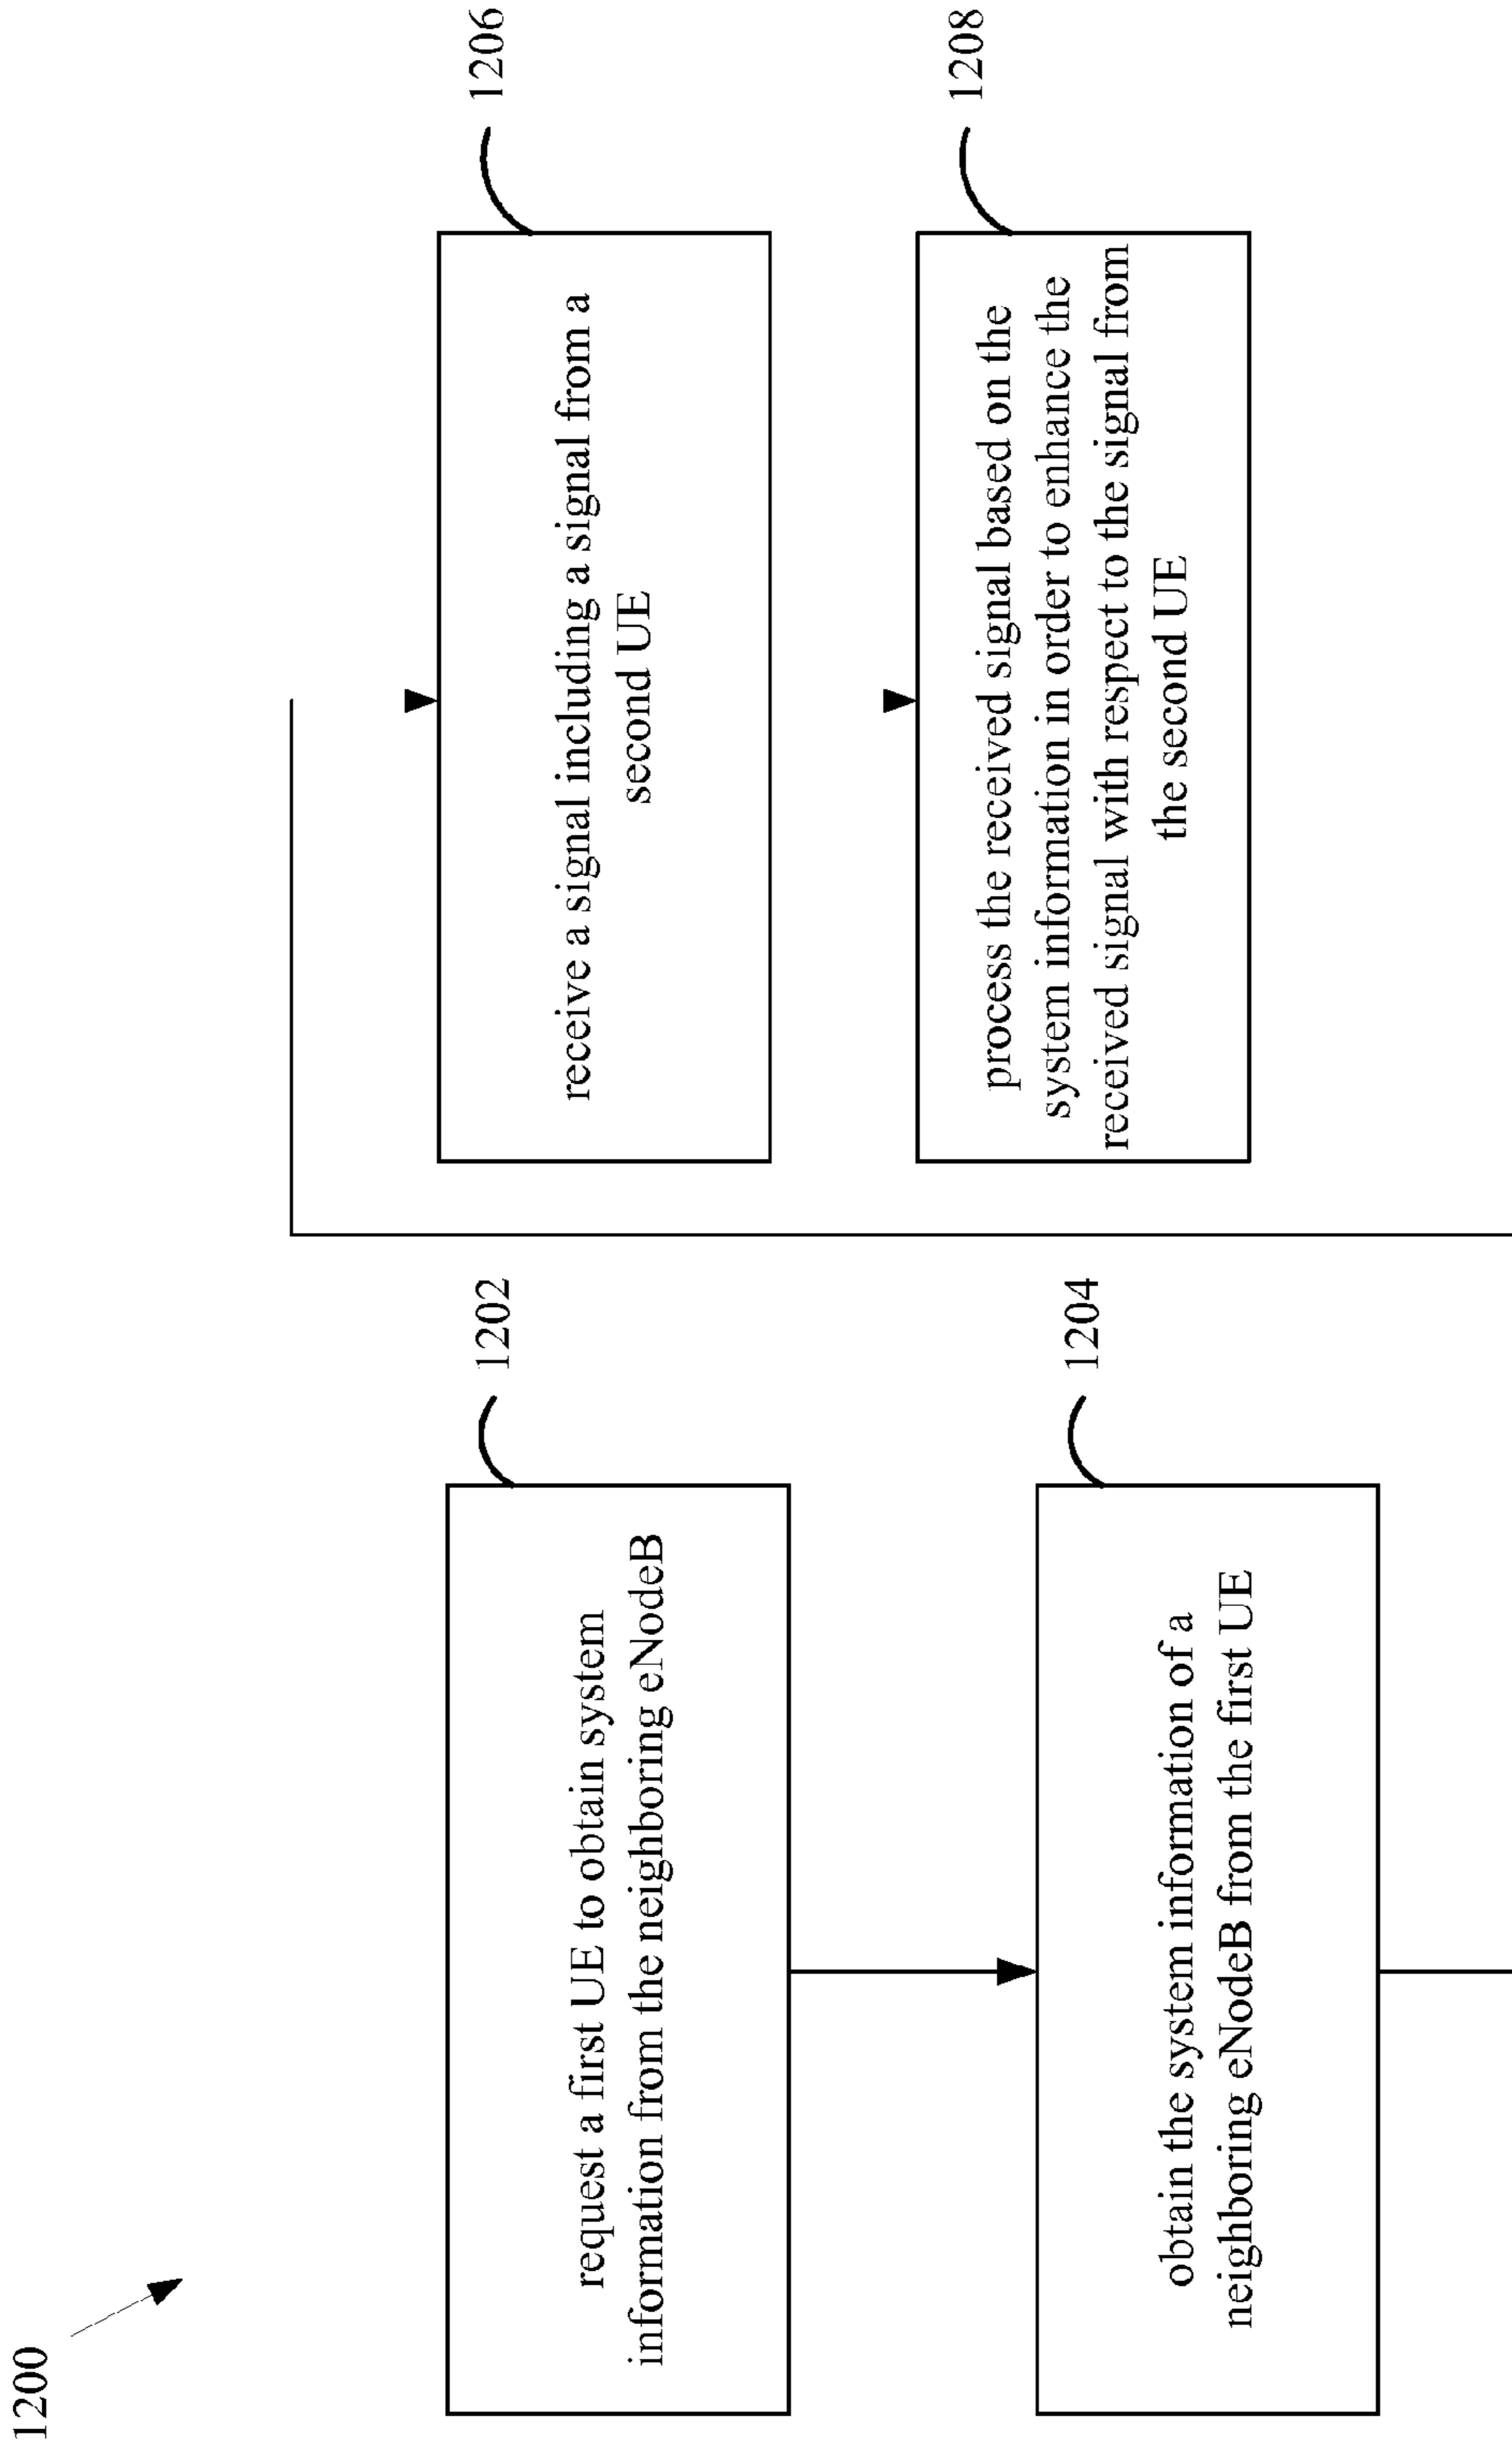 1200
1202
request a first UE to obtain system
information from the neighboring eNodeB
1204
obtain the system information of a
neighboring eNodeB from the first UE
1206
receive a signal including a signal from a
second UE
1208
process the received signal based on the
system information in order to enhance the
received signal with respect to the signal from
the second UE